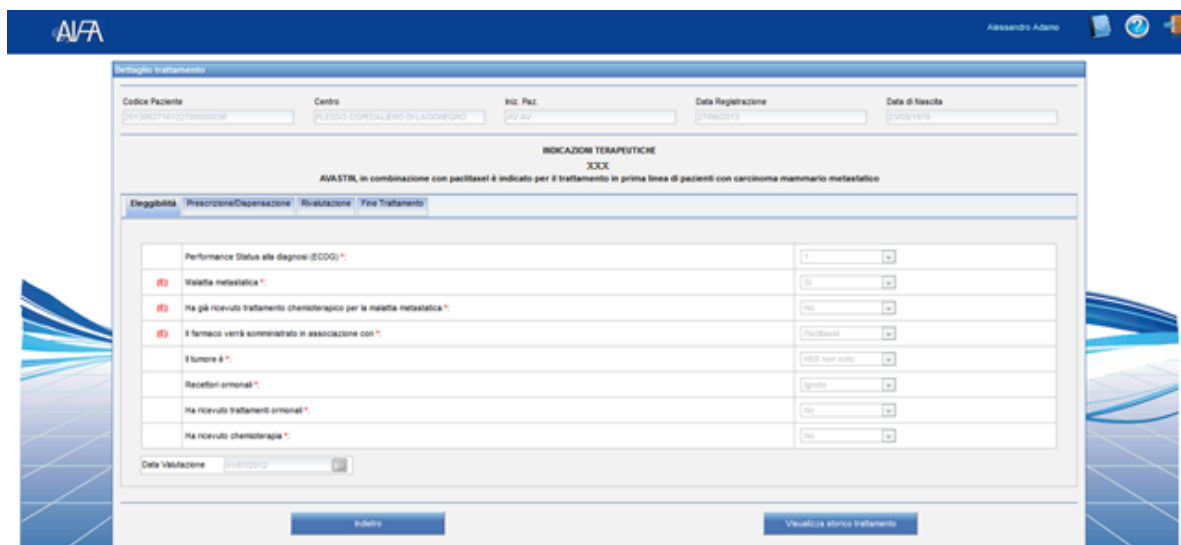 AIFA
Alessandro Adamo
Dettaglio trattamento
Codice Paziente Centro Iniz. Paz. Data Registrazione Data di Nascita
PLESSO OSPEDALIERO DI LAGONEGRO AV.AV 27/06/2013
INDICAZIONI TERAPEUTICHE
XXX
AVASTIN, in combinazione con paclitaxel è indicato per il trattamento in prima linea di pazienti con carcinoma mammario metastatico
Eleggibilità Prescrizione/Dispensazione Rivalutazione Fine Trattamento
Performance Status alla diagnosi (ECOG) *: 1
(E) Malattia metastatica *: Si
(E) Ha già ricevuto trattamento chemioterapico per la malattia metastatica *: No
(E) Il farmaco verrà somministrato in associazione con *: Paclitaxel
Il tumore è *: HER non noto
Recettori ormonali *: Ignoto
Ha ricevuto trattamenti ormonali *: No
Ha ricevuto chemioterapia *: No
Data Valutazione 01/07/2012
Indietro Visualizza storico trattamento